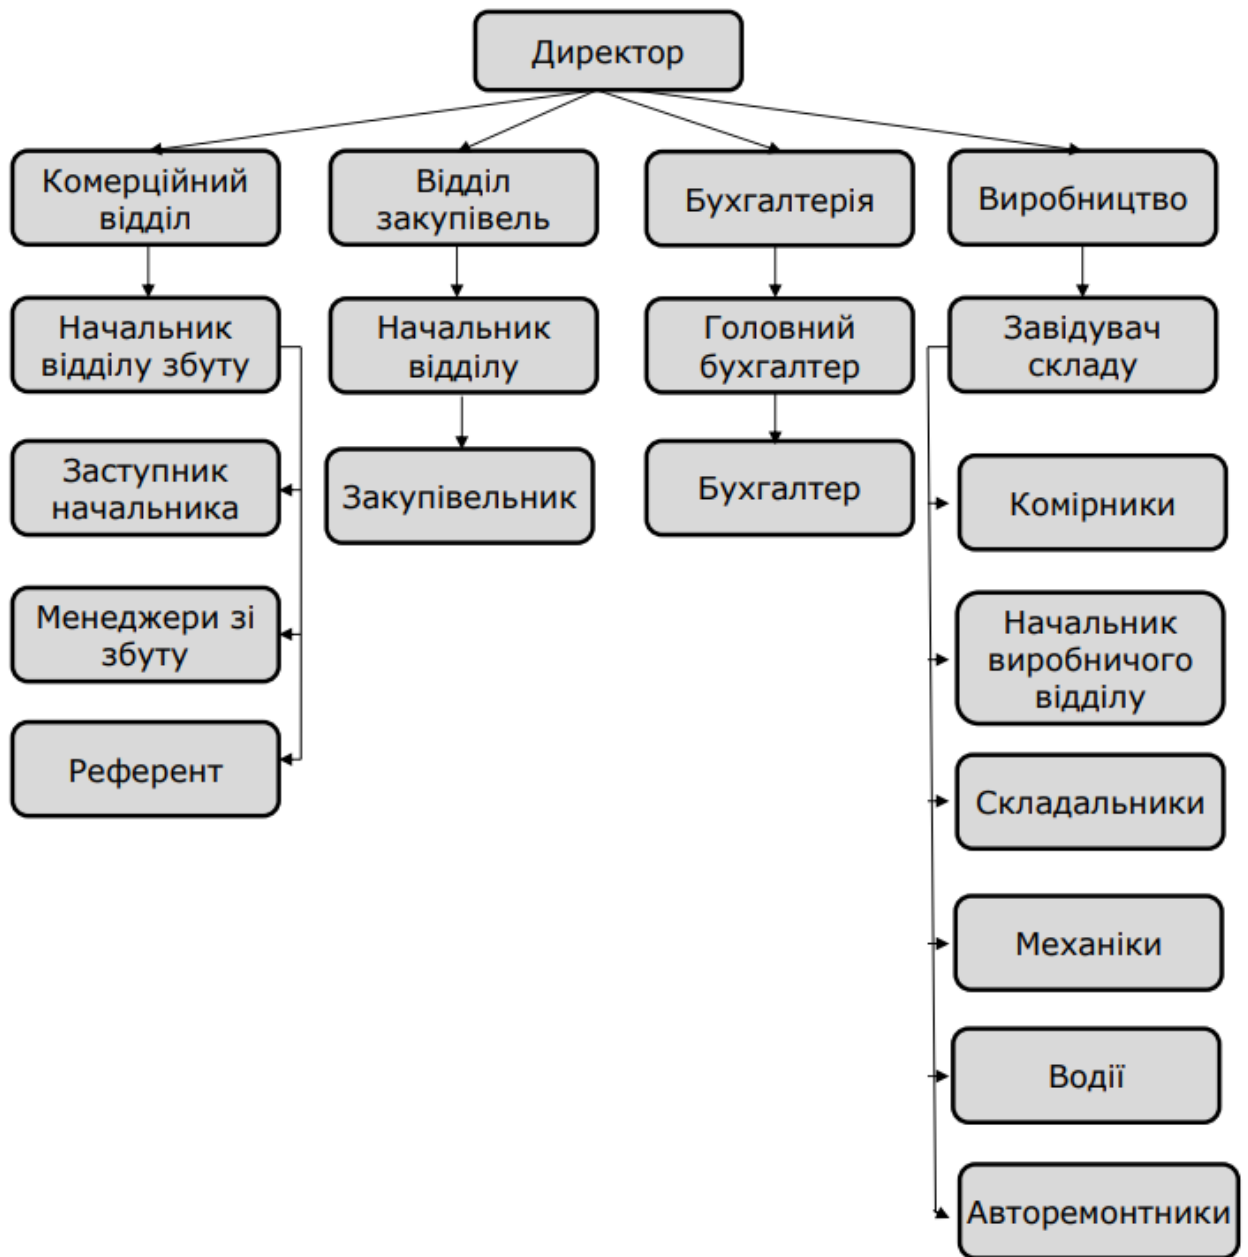 Директор
Комерційний
відділ
Відділ
закупівель
Бухгалтерія
Виробництво
Начальник
відділу збуту
Начальник
відділу
Головний
бухгалтер
Завідувач
складу
Заступник
начальника
Закупівельник
Бухгалтер
Комірники
Менеджери зі
збуту
Начальник
виробничого
відділу
Референт
Складальники
Механіки
Водії
Авторемонтники